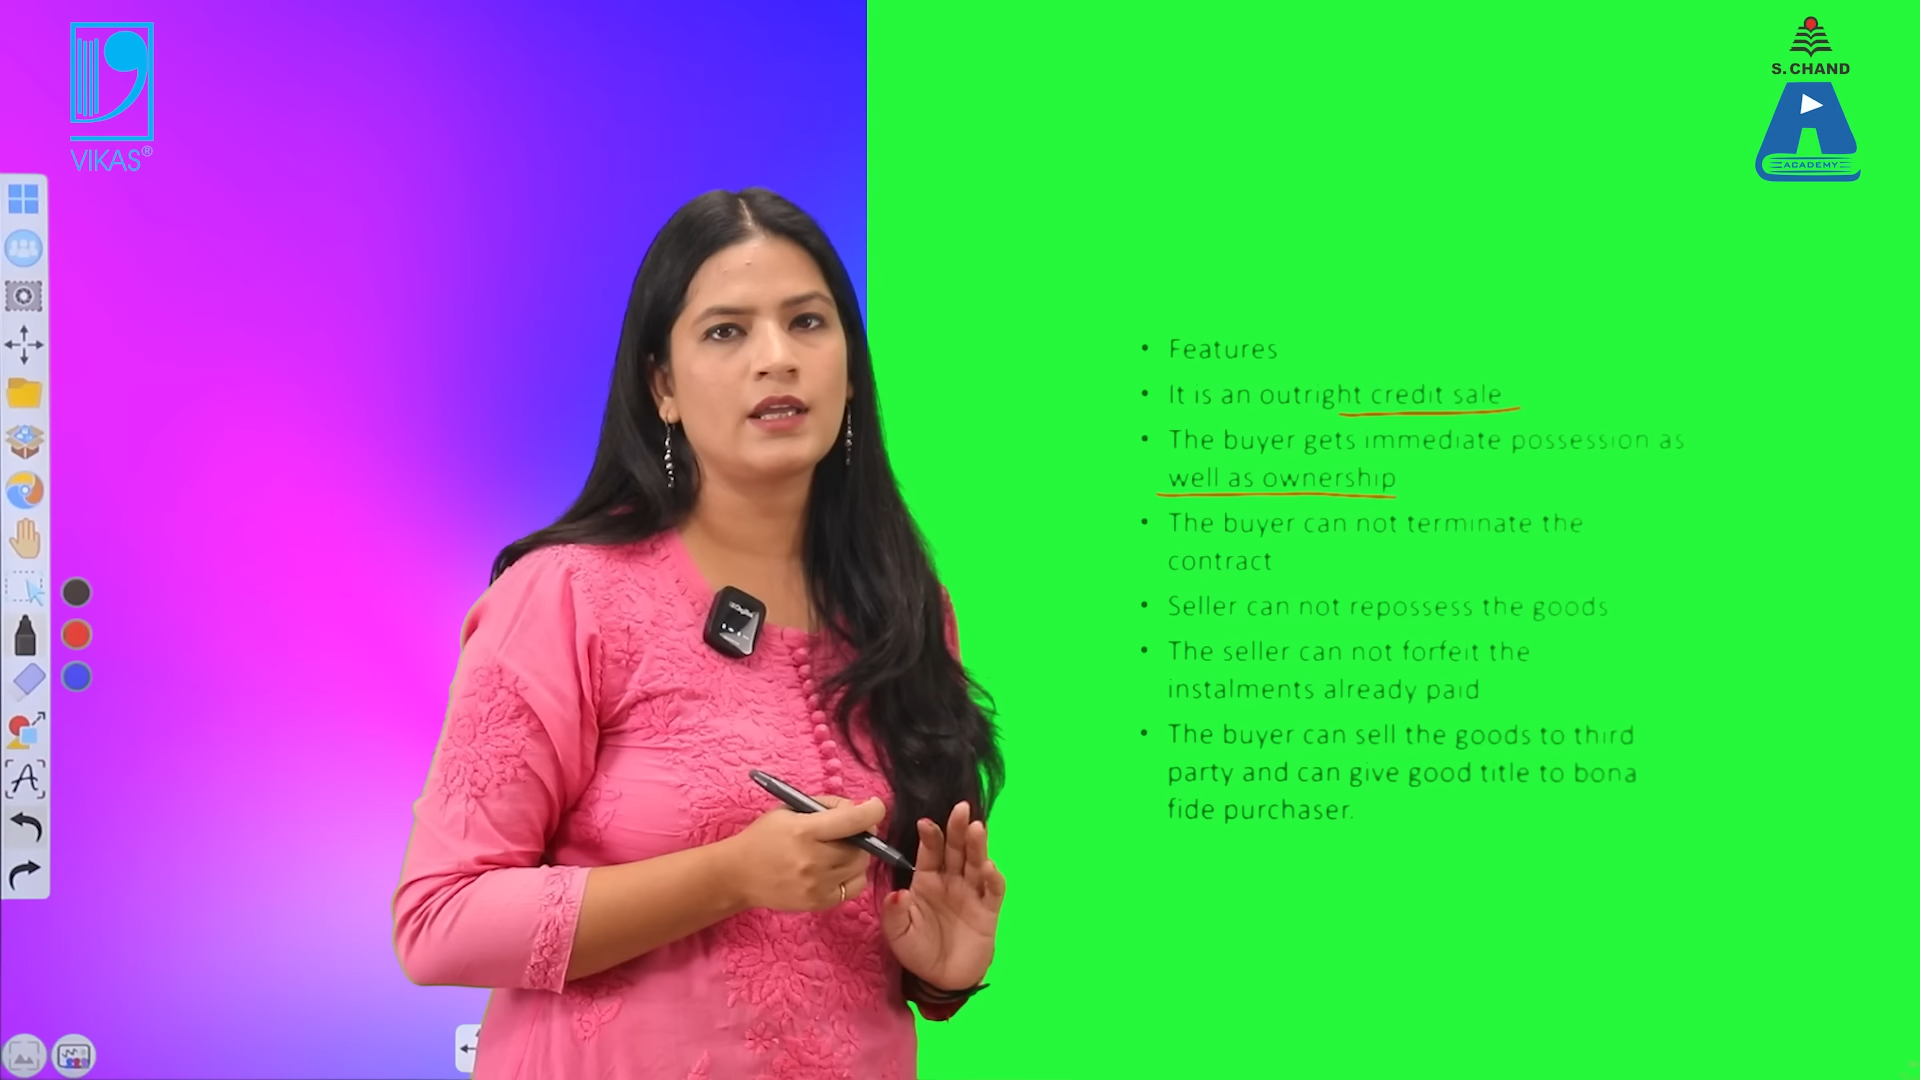 VIKAS®
S. CHAND
ACADEMY
• Features
• It is an outright credit sale
• The buyer gets immediate possession as
well as ownership
• The buyer can not terminate the
contract
• Seller can not repossess the goods
• The seller can not forfeit the
instalments already paid
• The buyer can sell the goods to third
party and can give good title to bona
fide purchaser.